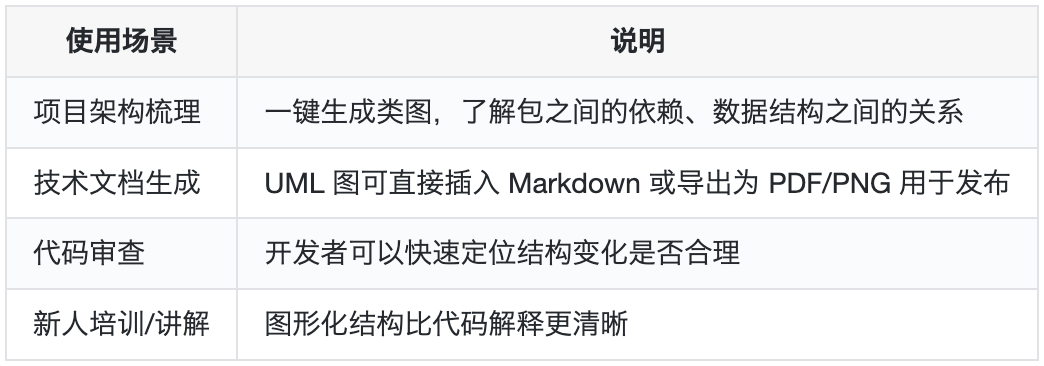 使用场景 说明
项目架构梳理 一键生成类图，了解包之间的依赖、数据结构之间的关系
技术文档生成 UML 图可直接插入 Markdown 或导出为 PDF/PNG 用于发布
代码审查 开发者可以快速定位结构变化是否合理
新人培训/讲解 图形化结构比代码解释更清晰